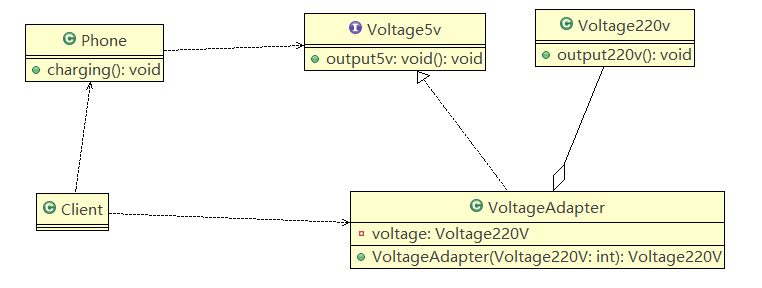 Phone
charging(): void
Voltage5v
output5v: void(): void
Voltage220v
output220v(): void
Client
VoltageAdapter
voltage: Voltage220V
VoltageAdapter(Voltage220V: int): Voltage220V